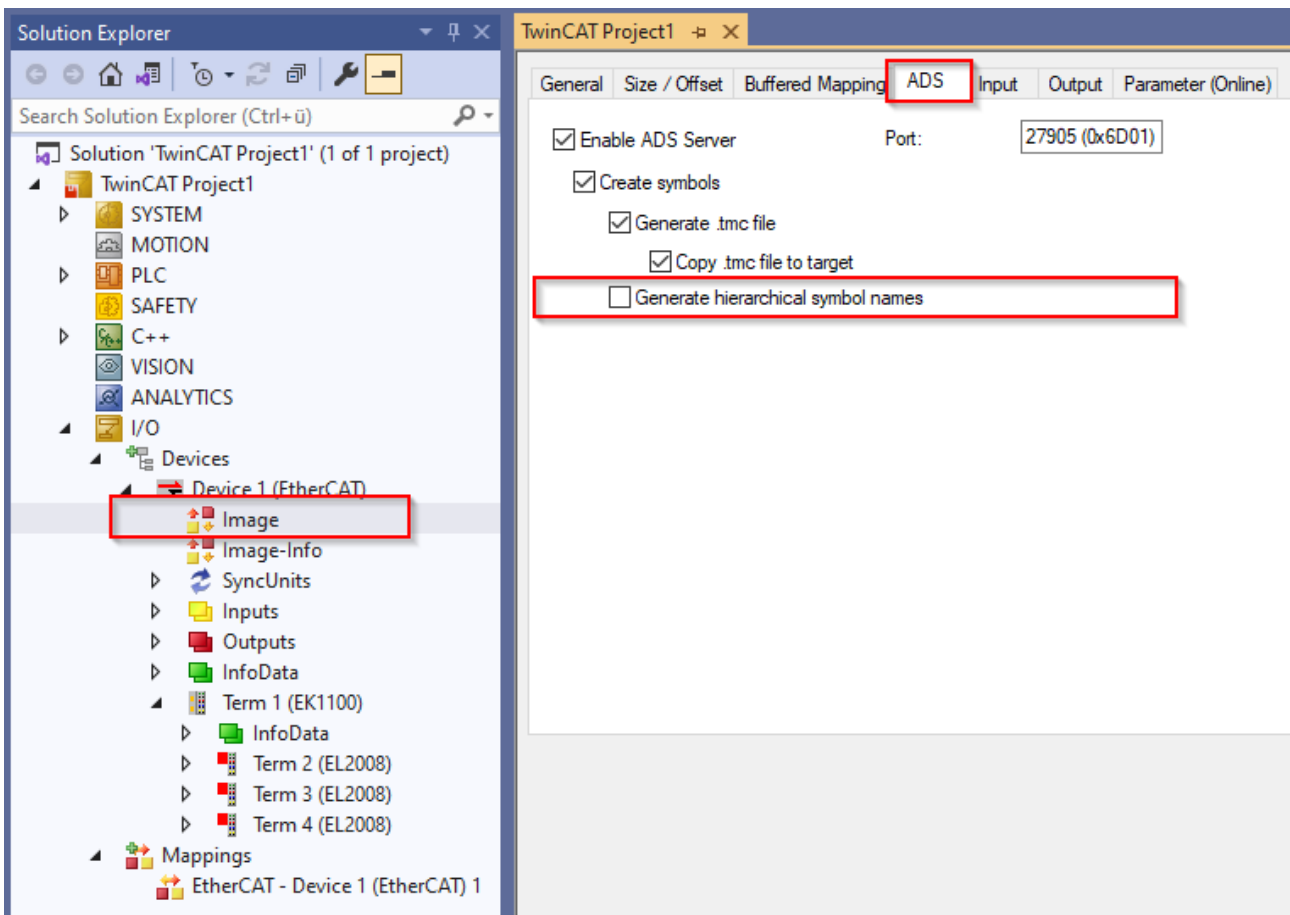 Solution Explorer
Search Solution Explorer (Ctrl+ü)
Solution 'TwinCAT Project1' (1 of 1 project)
TwinCAT Project1
SYSTEM
MOTION
PLC
SAFETY
C++
VISION
ANALYTICS
I/O
Devices
Device 1 (EtherCAT)
Image
Image-Info
SyncUnits
Inputs
Outputs
InfoData
Term 1 (EK1100)
InfoData
Term 2 (EL2008)
Term 3 (EL2008)
Term 4 (EL2008)
Mappings
EtherCAT - Device 1 (EtherCAT) 1
TwinCAT Project1
General Size / Offset Buffered Mapping ADS Input Output Parameter (Online)
Enable ADS Server Port: 27905 (0x6D01)
Create symbols
Generate .tmc file
Copy .tmc file to target
Generate hierarchical symbol names